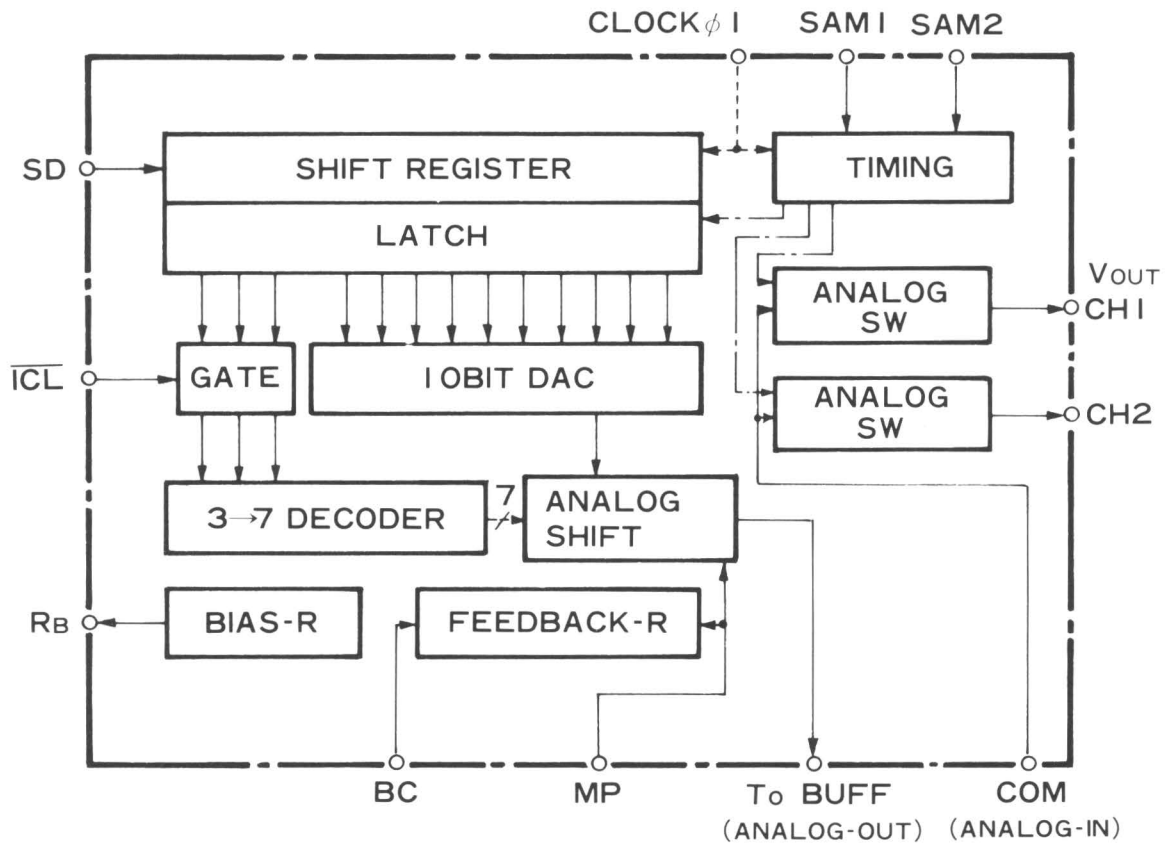 CLOCK φ 1 SAM1 SAM2
SD
SHIFT REGISTER
TIMING
LATCH
ANALOG
SW
VOUT
CH1
ICL
GATE
10BIT DAC
ANALOG
SW
CH2
3→7 DECODER
7
ANALOG
SHIFT
RB
BIAS-R
FEEDBACK-R
BC
MP
To BUFF
(ANALOG-OUT)
COM
(ANALOG-IN)